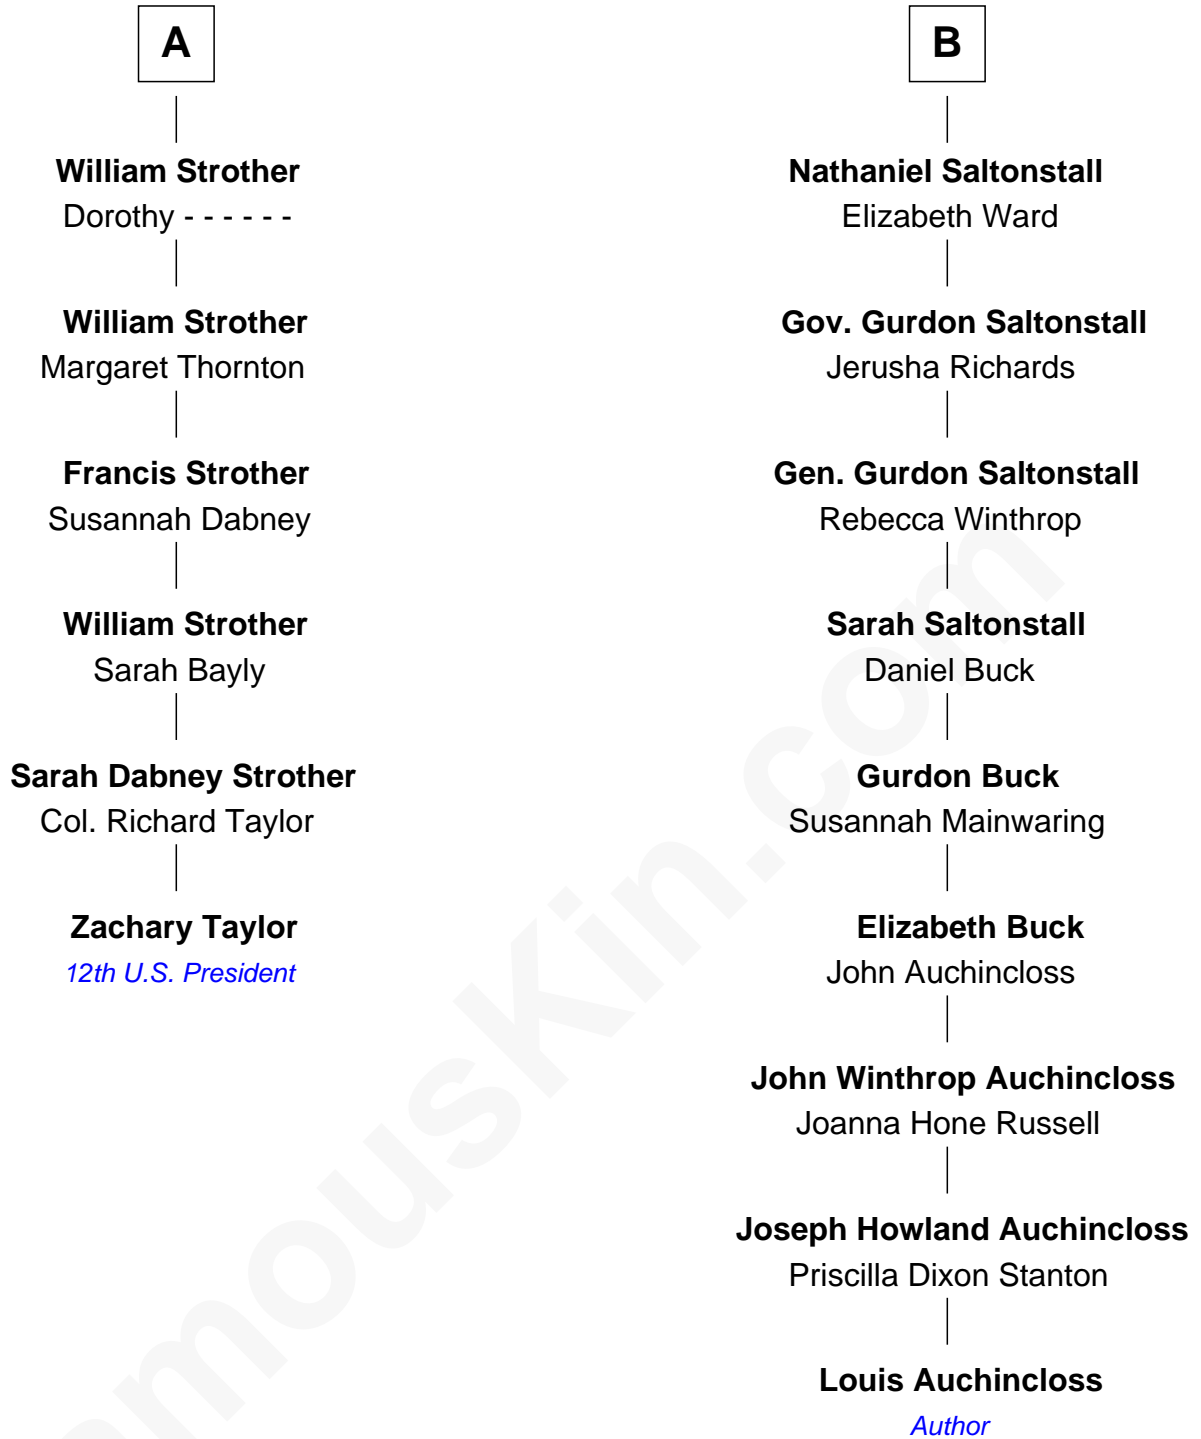 A
William Strother
Dorothy - - - - - -
William Strother
Margaret Thornton
Francis Strother
Susannah Dabney
William Strother
Sarah Bayly
Sarah Dabney Strother
Col. Richard Taylor
Zachary Taylor
12th U.S. President
B
Nathaniel Saltonstall
Elizabeth Ward
Gov. Gurdon Saltonstall
Jerusha Richards
Gen. Gurdon Saltonstall
Rebecca Winthrop
Sarah Saltonstall
Daniel Buck
Gurdon Buck
Susannah Mainwaring
Elizabeth Buck
John Auchincloss
John Winthrop Auchincloss
Joanna Hone Russell
Joseph Howland Auchincloss
Priscilla Dixon Stanton
Louis Auchincloss
Author
amouskin.com